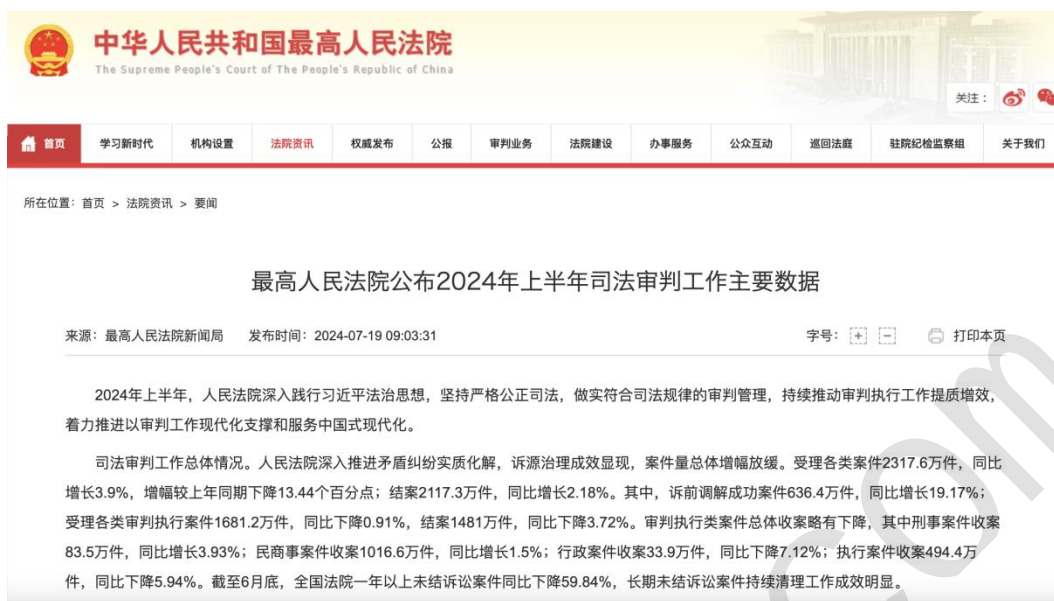 中华人民共和国最高人民法院
The Supreme People's Court of The People's Republic of China
关注：
首页 学习新时代 机构设置 法院资讯 权威发布 公报 审判业务 法院建设 办事服务 公众互动 巡回法庭 驻院纪检监察组 关于我们
所在位置：首页 > 法院资讯 > 要闻
最高人民法院公布2024年上半年司法审判工作主要数据
来源：最高人民法院新闻局 发布时间：2024-07-19 09:03:31 字号： + - 打印本页
2024年上半年，人民法院深入践行习近平法治思想，坚持严格公正司法，做实符合司法规律的审判管理，持续推动审判执行工作提质增效，
着力推进以审判工作现代化支撑和服务中国式现代化。
司法审判工作总体情况。人民法院深入推进矛盾纠纷实质化解，诉源治理成效显现，案件量总体增幅放缓。受理各类案件2317.6万件，同比
增长3.9%，增幅较上年同期下降13.44个百分点；结案2117.3万件，同比增长2.18%。其中，诉前调解成功案件636.4万件，同比增长19.17%；
受理各类审判执行案件1681.2万件，同比下降0.91%，结案1481万件，同比下降3.72%。审判执行类案件总体收案略有下降，其中刑事案件收案
83.5万件，同比增长3.93%；民商事案件收案1016.6万件，同比增长1.5%；行政案件收案33.9万件，同比下降7.12%；执行案件收案494.4万
件，同比下降5.94%。截至6月底，全国法院一年以上未结诉讼案件同比下降59.84%，长期未结诉讼案件持续清理工作成效明显。
com